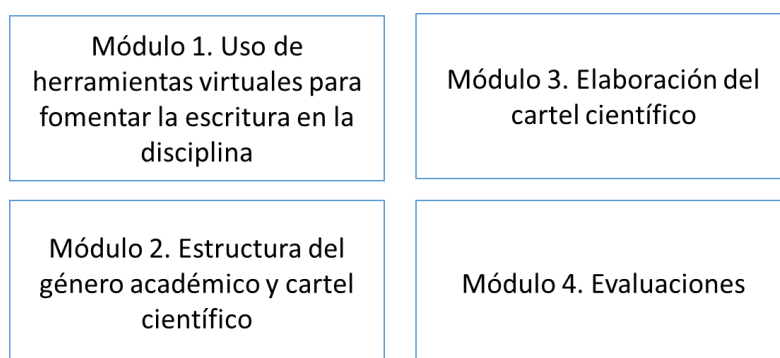 Módulo 1. Uso de
herramientas virtuales para
fomentar la escritura en la
disciplina
Módulo 2. Estructura del
género académico y cartel
científico
Módulo 3. Elaboración del
cartel científico
Módulo 4. Evaluaciones